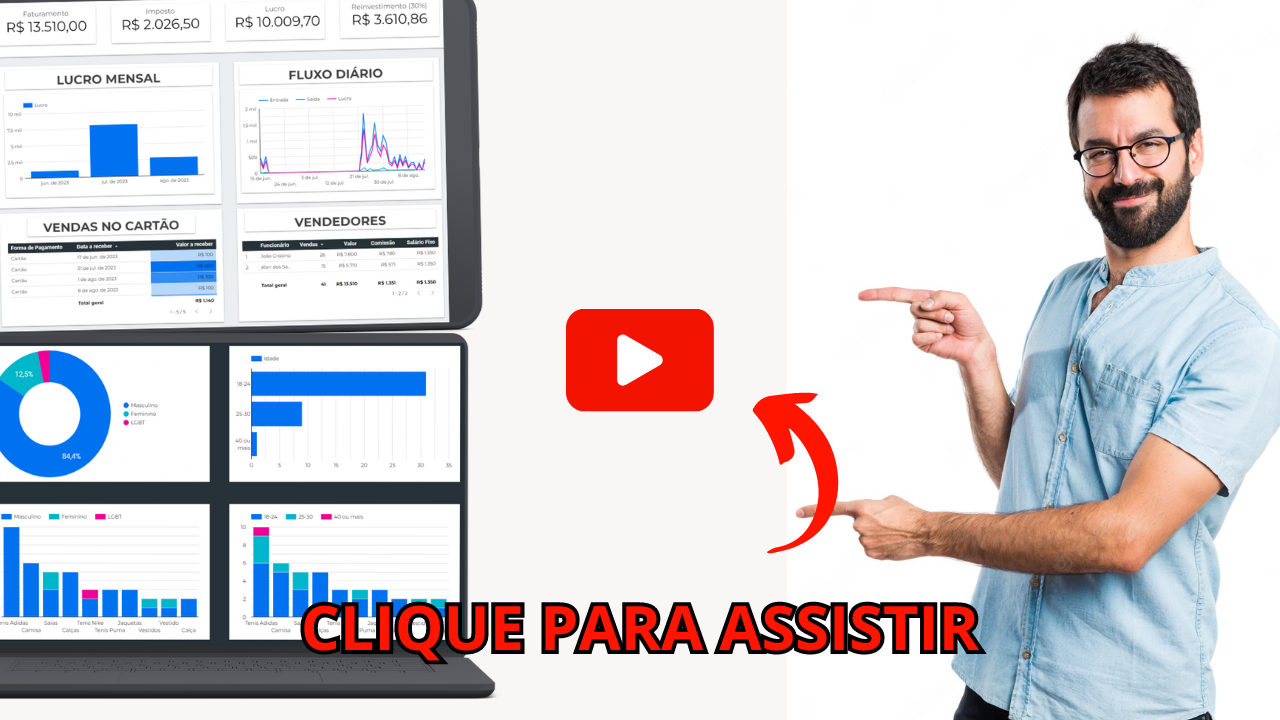 Faturamento
R$ 13.510,00
Imposto
R$ 2.026,50
Lucro
R$ 10.009,70
Reinvestimento (30%)
R$ 3.610,86
LUCRO MENSAL
Lucro
10 mil
7,5 mil
5 mil
2,5 mil
0
jun. de 2023
jul. de 2023
ago. de 2023
FLUXO DIÁRIO
Entrada
Saída
Lucro
2 mil
1,5 mil
1 mil
500
0
15 de jun.
24 de jun.
3 de jul.
12 de jul.
21 de jul.
30 de jul.
8 de ago.
VENDAS NO CARTÃO
Forma de Pagamento Data a receber Valor a receber
Cartão 17 de jun. de 2023 R$ 100
Cartão 31 de jul. de 2023
Cartão 1 de ago. de 2023
Cartão 9 de ago. de 2023 R$ 100
Total geral R$ 1.140
1 - 5 / 5
VENDEDORES
Funcionário Vendas Valor Comissão Salário Fixo
1 João Crissino 26 R$ 7.800 R$ 780 R$ 1.350
2. Allan dos Sa... 15 R$ 5.710 R$ 571 R$ 1.350
Total geral 41 R$ 13.510 R$ 1.351 R$ 1.350
1 - 2 / 2
12,5%
84,4%
Masculino
Feminino
LGBT
Idade
18-24
25-30
40 ou
mais
0 5 10 15 20 25 30 35
Masculino Feminino LGBT
Tenis Adidas
Camisa
Saias
Calças
Tenis Nike
Tenis Puma
Jaquetas
Vestidos
Vestido
Calça
18-24 25-30 40 ou mais
10
8
6
4
2
0
Tenis Adidas
Camisa
CLIQUE PARA ASSISTIR